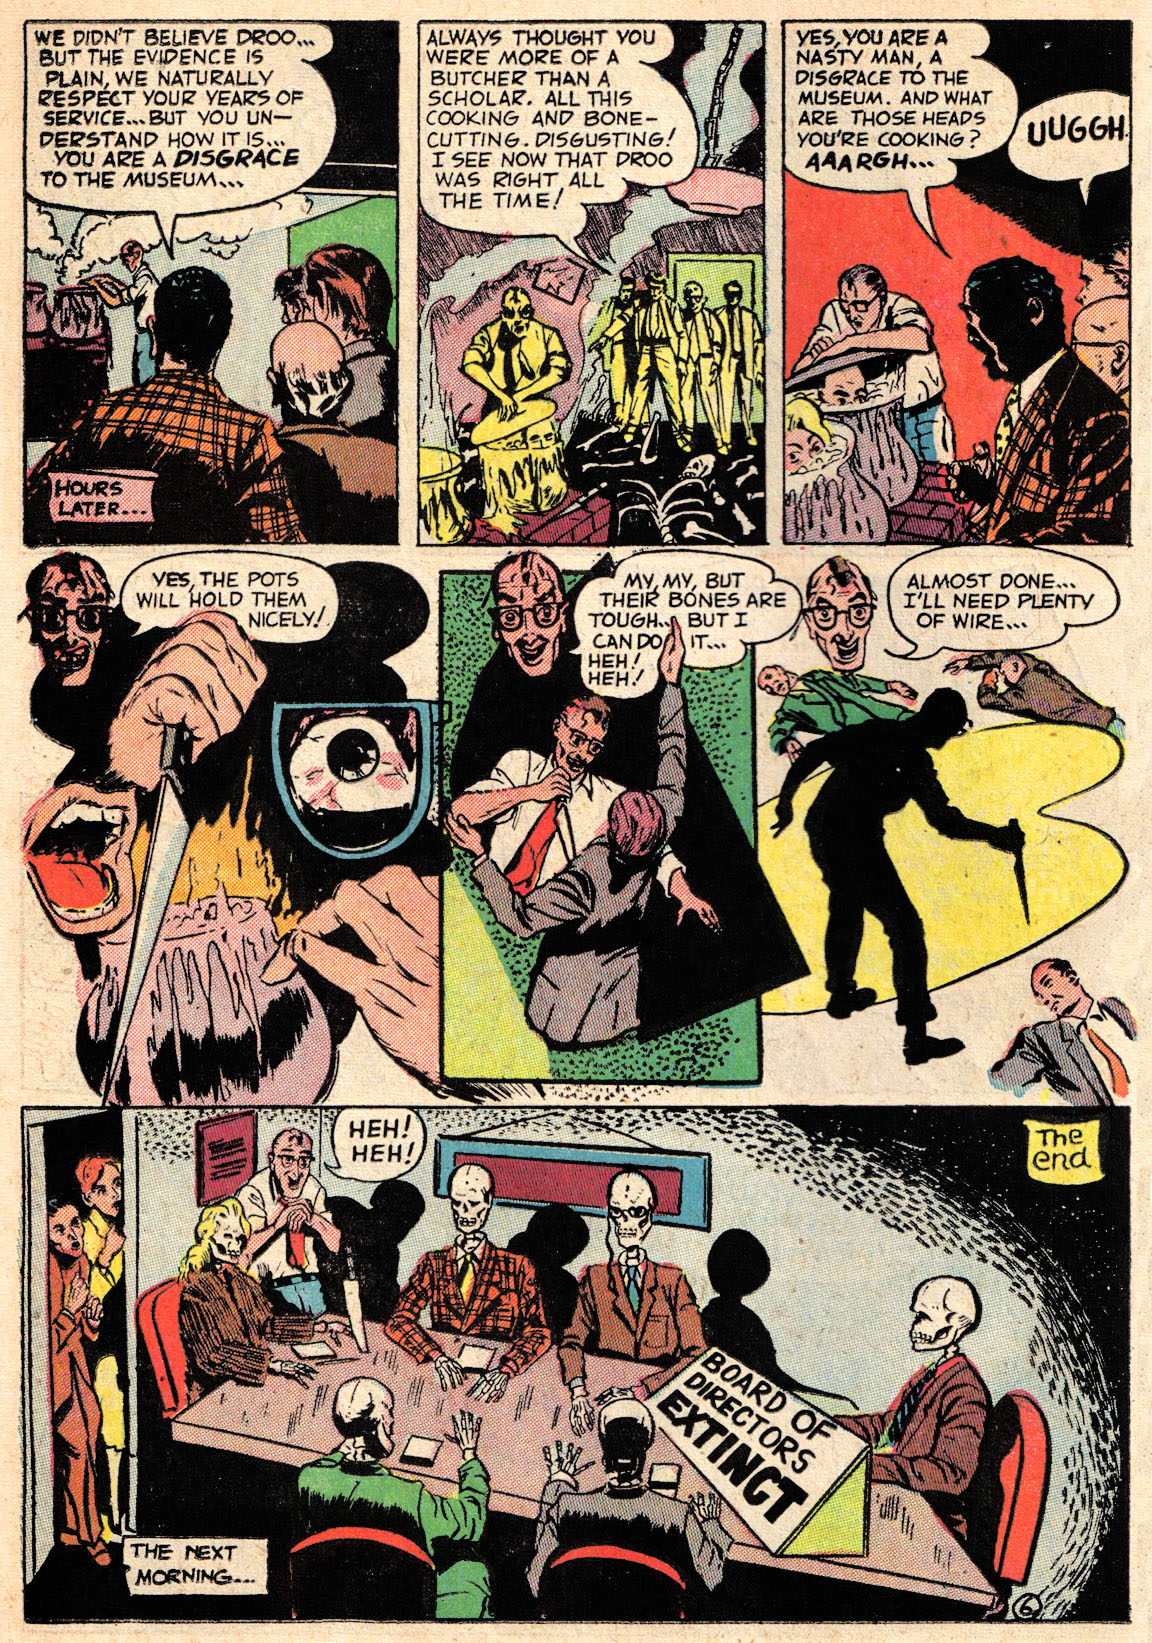 WE DIDN'T BELIEVE DROO...
BUT THE EVIDENCE IS
PLAIN, WE NATURALLY
RESPECT YOUR YEARS OF
SERVICE... BUT YOU UN-
DERSTAND HOW IT IS...
YOU ARE A DISGRACE
TO THE MUSEUM...
HOURS
LATER...
ALWAYS THOUGHT YOU
WERE MORE OF A
BUTCHER THAN A
SCHOLAR. ALL THIS
COOKING AND BONE-
CUTTING. DISGUSTING!
I SEE NOW THAT DROO
WAS RIGHT ALL
THE TIME!
YES, YOU ARE A
NASTY MAN, A
DISGRACE TO THE
MUSEUM. AND WHAT
ARE THOSE HEADS
YOU'RE COOKING?
AAARGH...
UUGGH.
YES, THE POTS
WILL HOLD THEM
NICELY!
MY, MY, BUT
THEIR BONES ARE
TOUGH... BUT I
CAN DO IT...
HEH!
HEH!
ALMOST DONE...
I'LL NEED PLENTY
OF WIRE...
HEH!
HEH!
The
end
BOARD OF
DIRECTORS
EXTINCT
THE NEXT
MORNING...
6